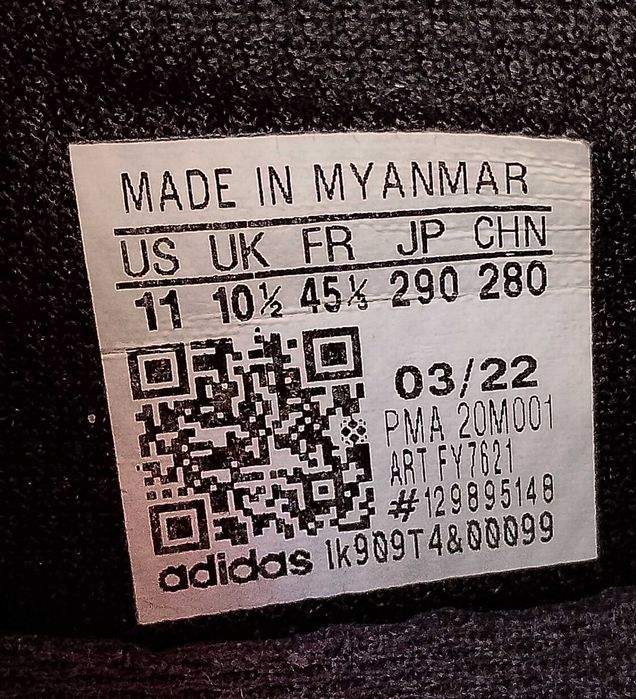 MADE IN MYANMAR
US UK FR JP CHN
11 10½ 45⅓ 290 280
03/22
PMA 20M001
ART FY7621
#129895148
adidas 1k909T4&00099